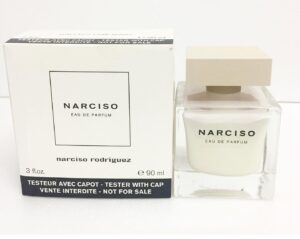 NARCISO
EAU DE PARFUM
narciso rodriguez
3 fl.oz. ℮ 90 ml
TESTEUR AVEC CAPOT - TESTER WITH CAP
VENTE INTERDITE - NOT FOR SALE
NARCISO
EAU DE PARFUM